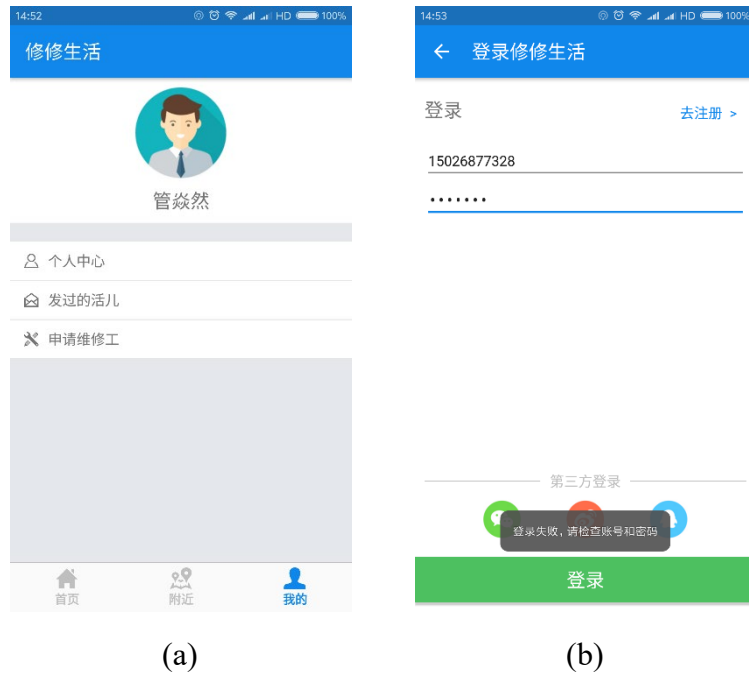 14:52
HD
100%
修修生活
管焱然
个人中心
发过的活儿
申请维修工
首页
附近
我的
(a)
14:53
HD
100%
登录修修生活
登录
去注册 >
15026877328
•••••••
第三方登录
登录失败，请检查账号和密码
登录
(b)